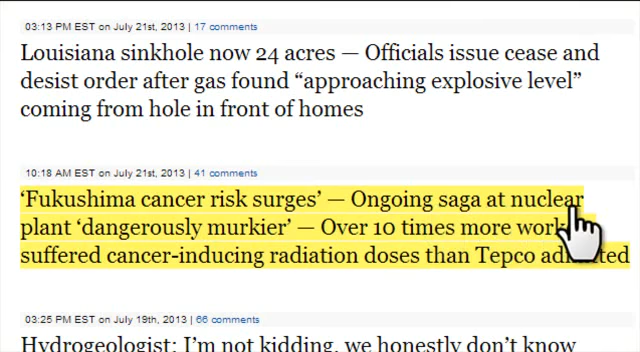 03:13 PM EST on July 21st, 2013 | 17 comments
Louisiana sinkhole now 24 acres — Officials issue cease and
desist order after gas found “approaching explosive level”
coming from hole in front of homes
10:18 AM EST on July 21st, 2013 | 41 comments
‘Fukushima cancer risk surges’ — Ongoing saga at nuclear
plant ‘dangerously murkier’ — Over 10 times more
suffered cancer-inducing radiation doses than Tepco
03:25 PM EST on July 19th, 2013 | 66 comments
Hydrogeologist: I’m not kidding, we honestly don’t know